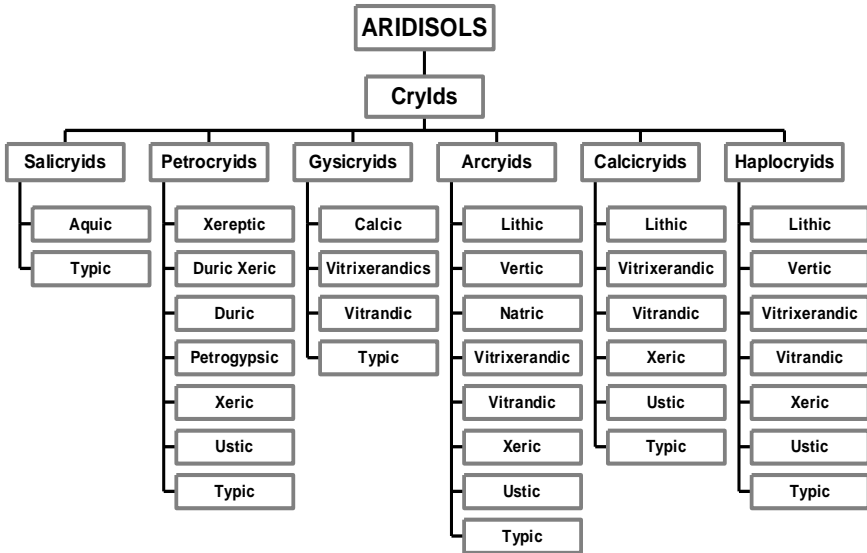 ARIDISOLS
Crylds
Salicryids
Petrocryids
Gysicryids
Arcryids
Calcicryids
Haplocryids
Aquic
Typic
Xereptic
Duric Xeric
Duric
Petrogypsic
Xeric
Ustic
Typic
Calcic
Vitrixerandics
Vitrandic
Typic
Lithic
Vertic
Natric
Vitrixerandic
Vitrandic
Xeric
Ustic
Typic
Lithic
Vitrixerandic
Vitrandic
Xeric
Ustic
Typic
Lithic
Vertic
Vitrixerandic
Vitrandic
Xeric
Ustic
Typic